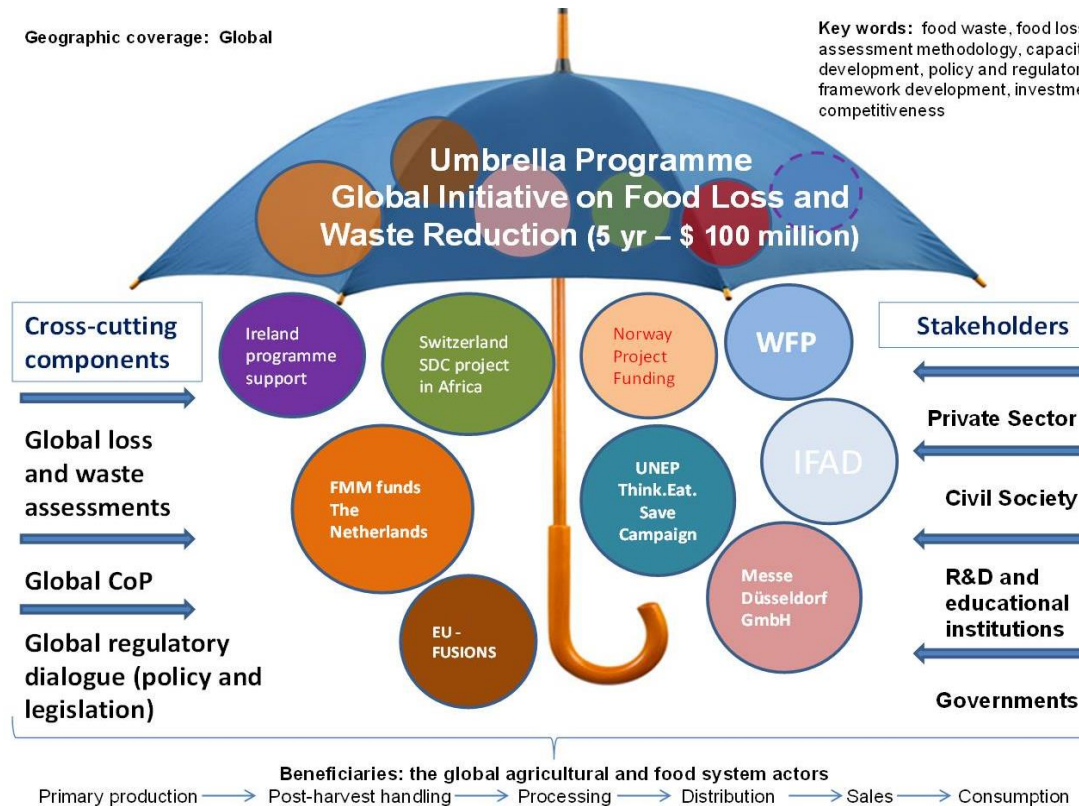 Geographic coverage: Global
Key words: food waste, food loss
assessment methodology, capacit
development, policy and regulator
framework development, investme
competitiveness
Umbrella Programme
Global Initiative on Food Loss and
Waste Reduction (5 yr – $ 100 million)
Cross-cutting
components
Global loss
and waste
assessments
Global CoP
Global regulatory
dialogue (policy and
legislation)
Ireland
programme
support
Switzerland
SDC project
in Africa
Norway
Project
Funding
WFP
FMM funds
The
Netherlands
UNEP
Think.Eat.
Save
Campaign
IFAD
EU -
FUSIONS
Messe
Düsseldorf
GmbH
Stakeholders
Private Sector
Civil Society
R&D and
educational
institutions
Governments
Beneficiaries: the global agricultural and food system actors
Primary production Post-harvest handling Processing Distribution Sales Consumption